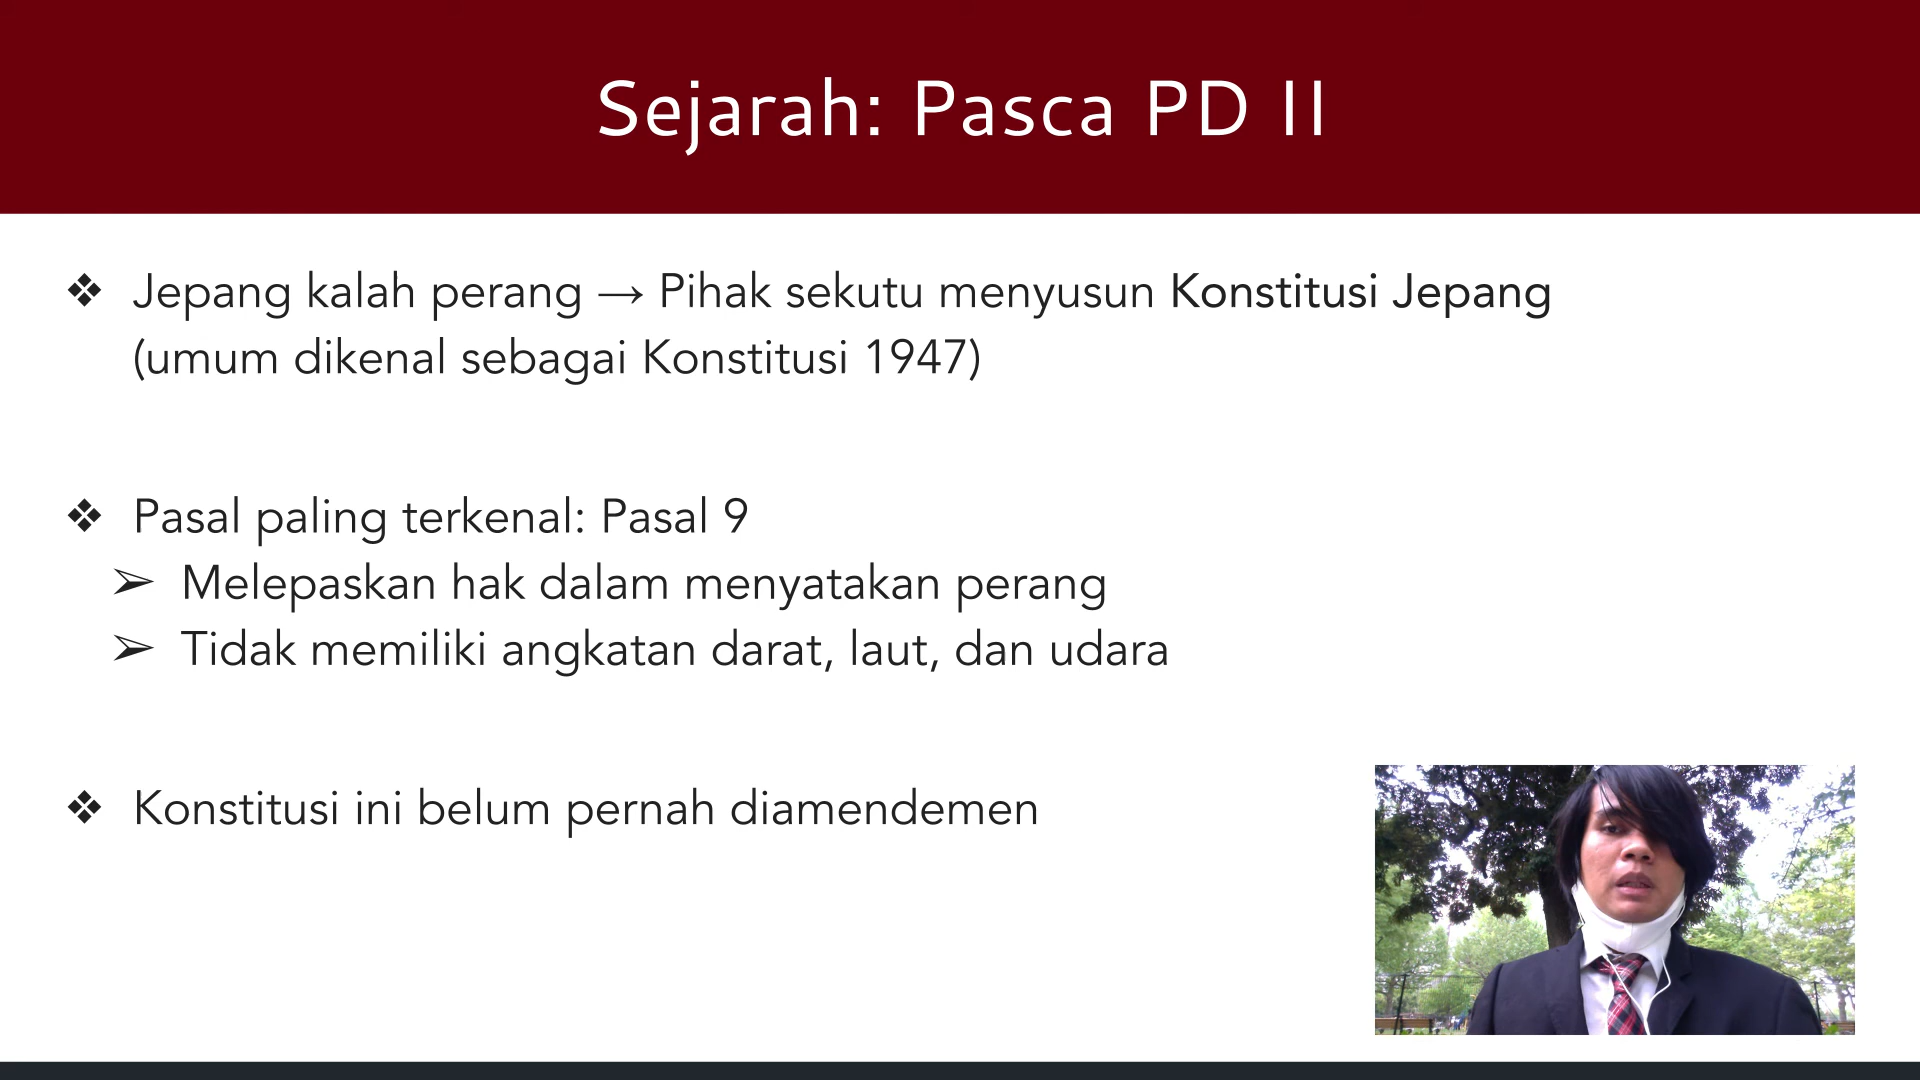 Sejarah: Pasca PD II
❖ Jepang kalah perang → Pihak sekutu menyusun Konstitusi Jepang
(umum dikenal sebagai Konstitusi 1947)
❖ Pasal paling terkenal: Pasal 9
➢ Melepaskan hak dalam menyatakan perang
➢ Tidak memiliki angkatan darat, laut, dan udara
❖ Konstitusi ini belum pernah diamendemen